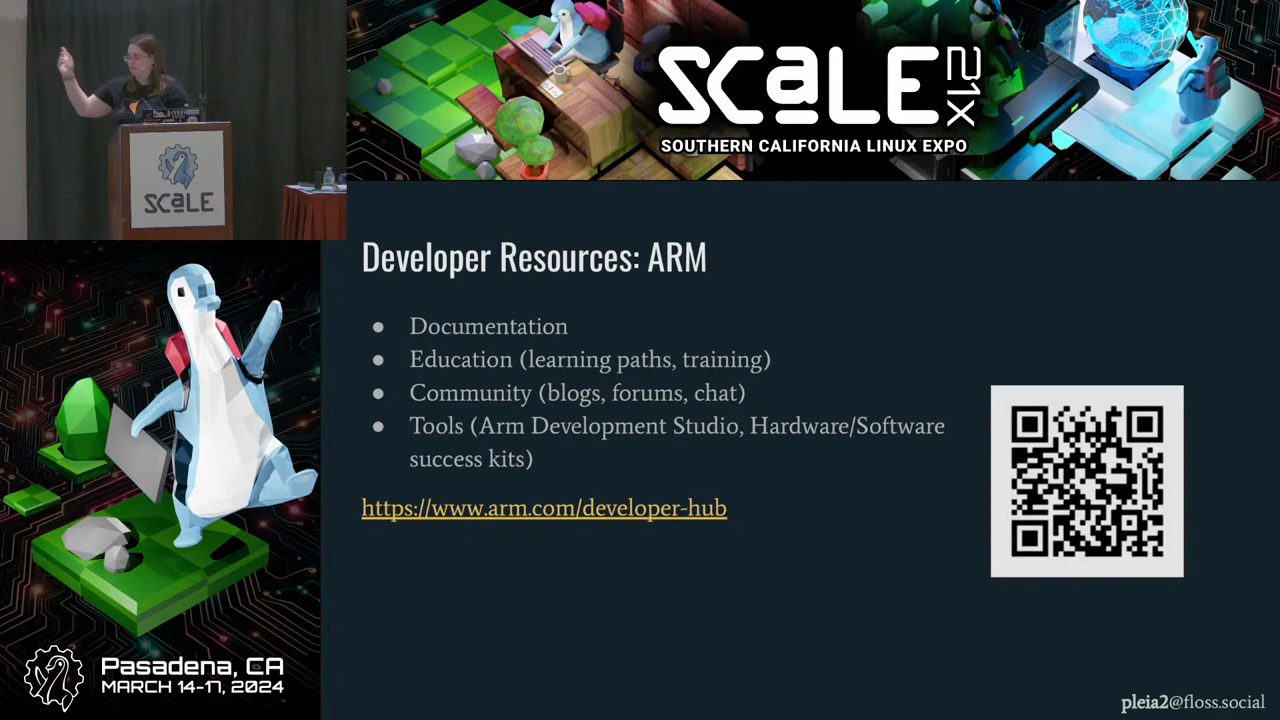 SCaLE 21X
SOUTHERN CALIFORNIA LINUX EXPO
SCaLE
Developer Resources: ARM
● Documentation
● Education (learning paths, training)
● Community (blogs, forums, chat)
● Tools (Arm Development Studio, Hardware/Software
success kits)
https://www.arm.com/developer-hub
Pasadena, CA
MARCH 14-17, 2024
pleia2@floss.social